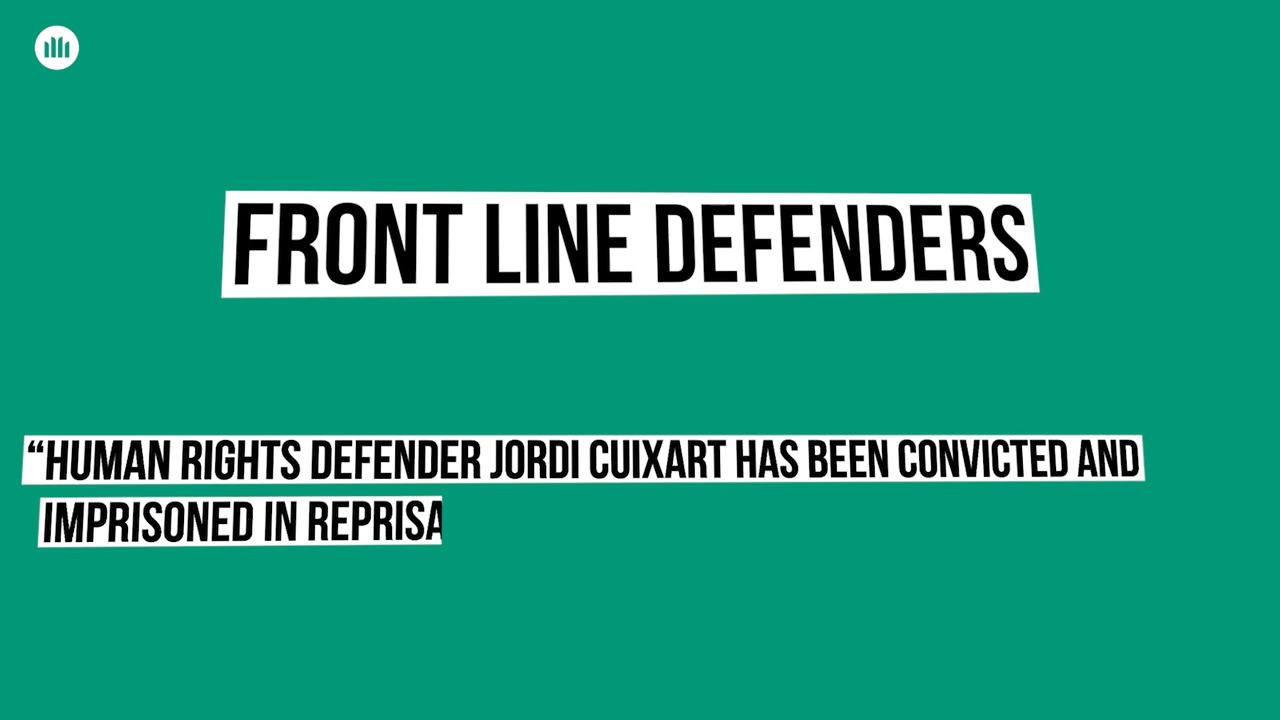 FRONT LINE DEFENDERS
“HUMAN RIGHTS DEFENDER JORDI CUIXART HAS BEEN CONVICTED AND
IMPRISONED IN REPRISA